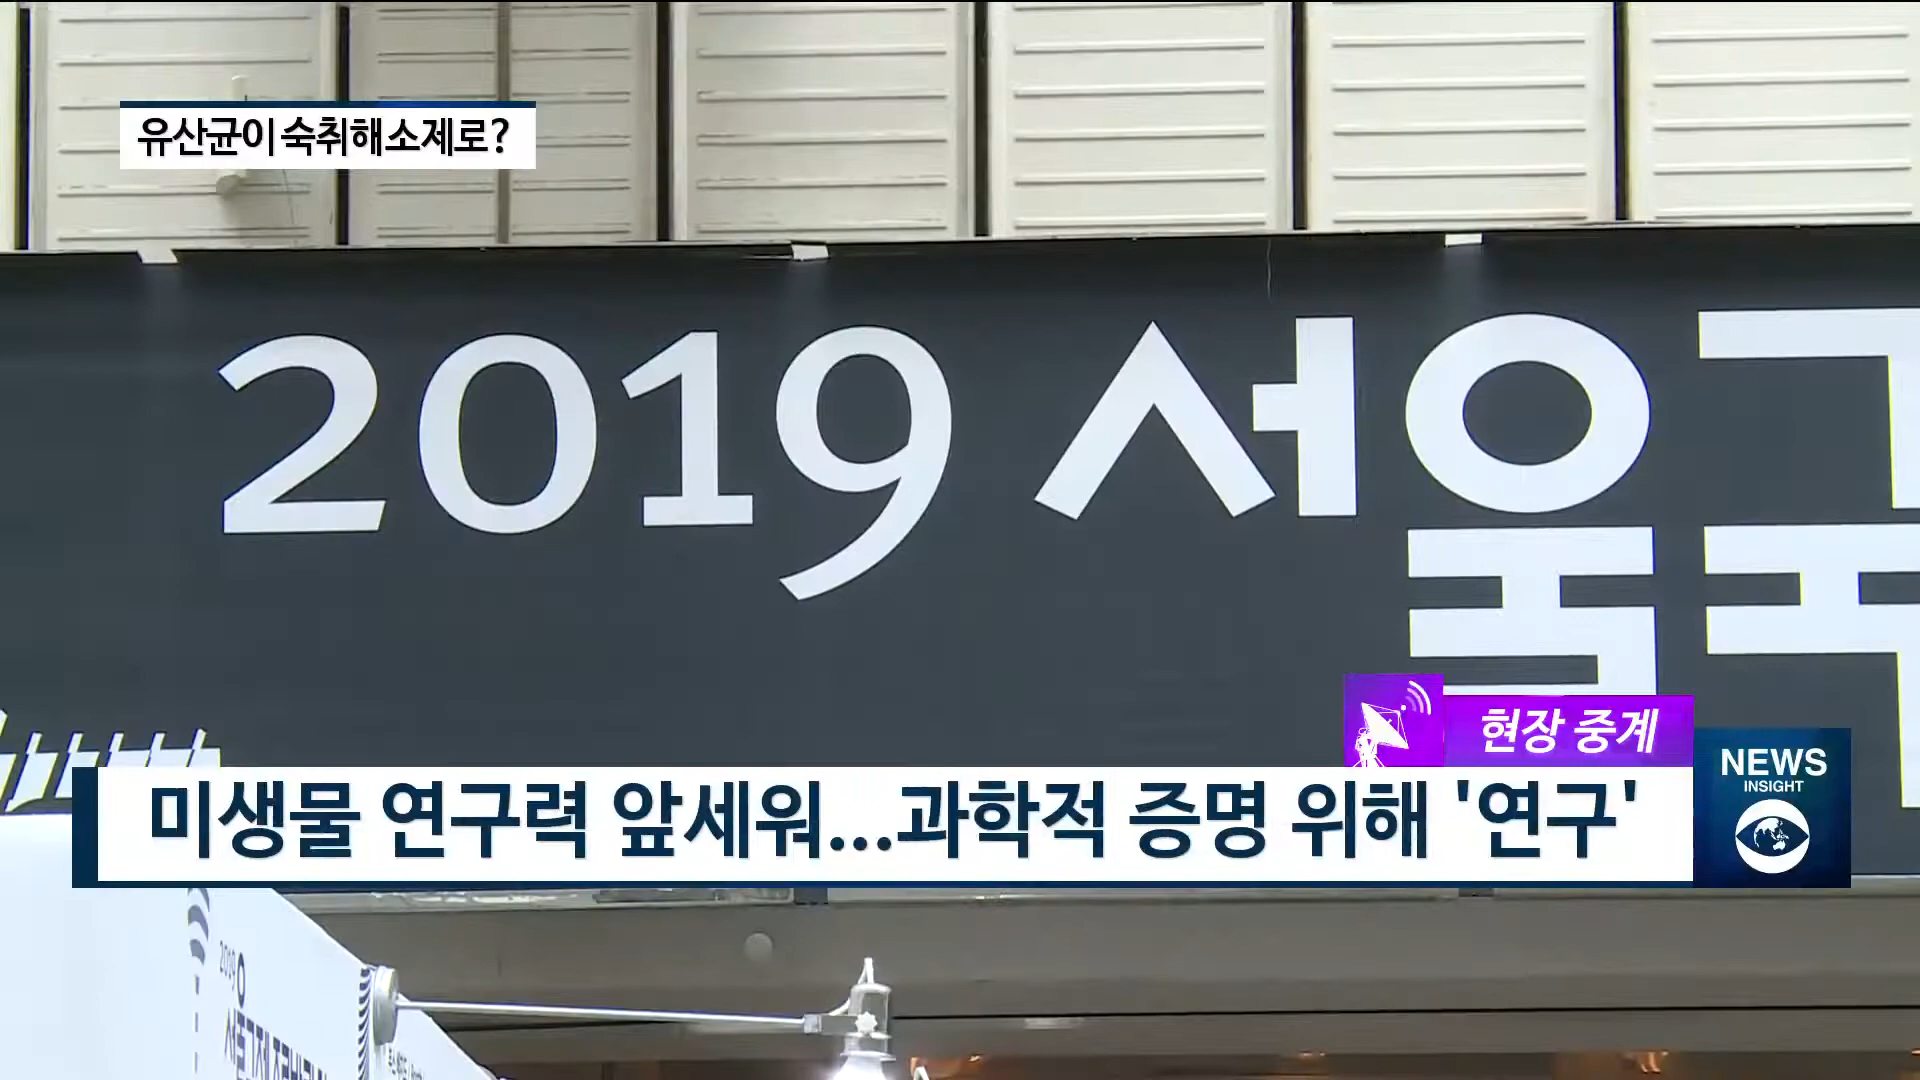 유산균이 숙취해소제로?
2019 서울
현장 중계
NEWS
INSIGHT
미생물 연구력 앞세워...과학적 증명 위해 '연구'
2019